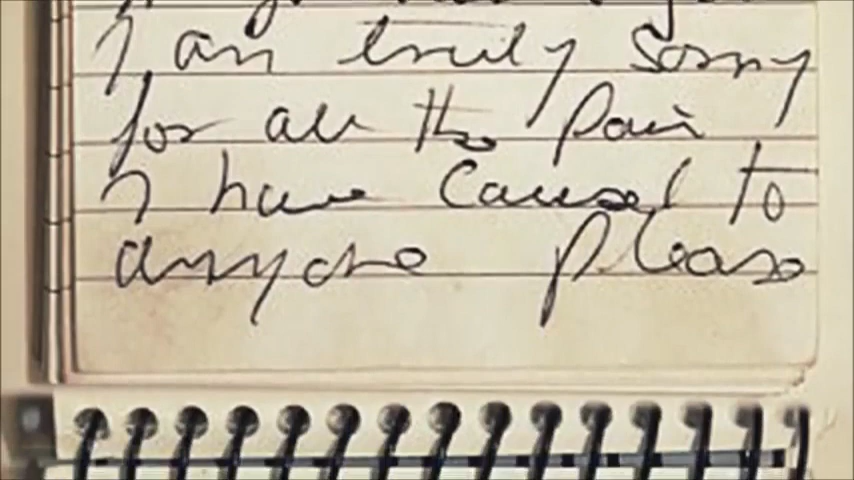 I am truly sorry
for all the pain
I have caused to
anyone please